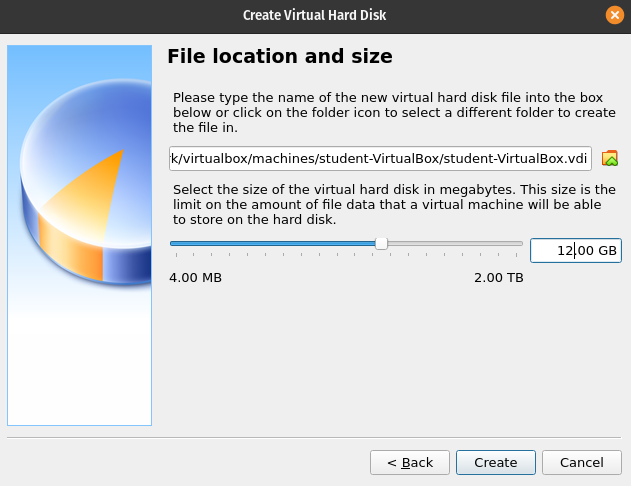 Create Virtual Hard Disk
File location and size
Please type the name of the new virtual hard disk file into the box
below or click on the folder icon to select a different folder to create
the file in.
k/virtualbox/machines/student-VirtualBox/student-VirtualBox.vdi
Select the size of the virtual hard disk in megabytes. This size is the
limit on the amount of file data that a virtual machine will be able
to store on the hard disk.
12.00 GB
4.00 MB 2.00 TB
< Back Create Cancel